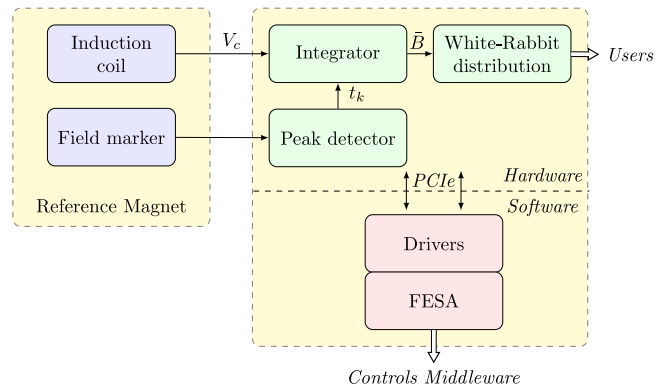 Induction
coil
V_c
Integrator
B̄
White-Rabbit
distribution
Users
t_k
Field marker
Peak detector
Reference Magnet
PCIe
Hardware
Software
Drivers
FESA
Controls Middleware